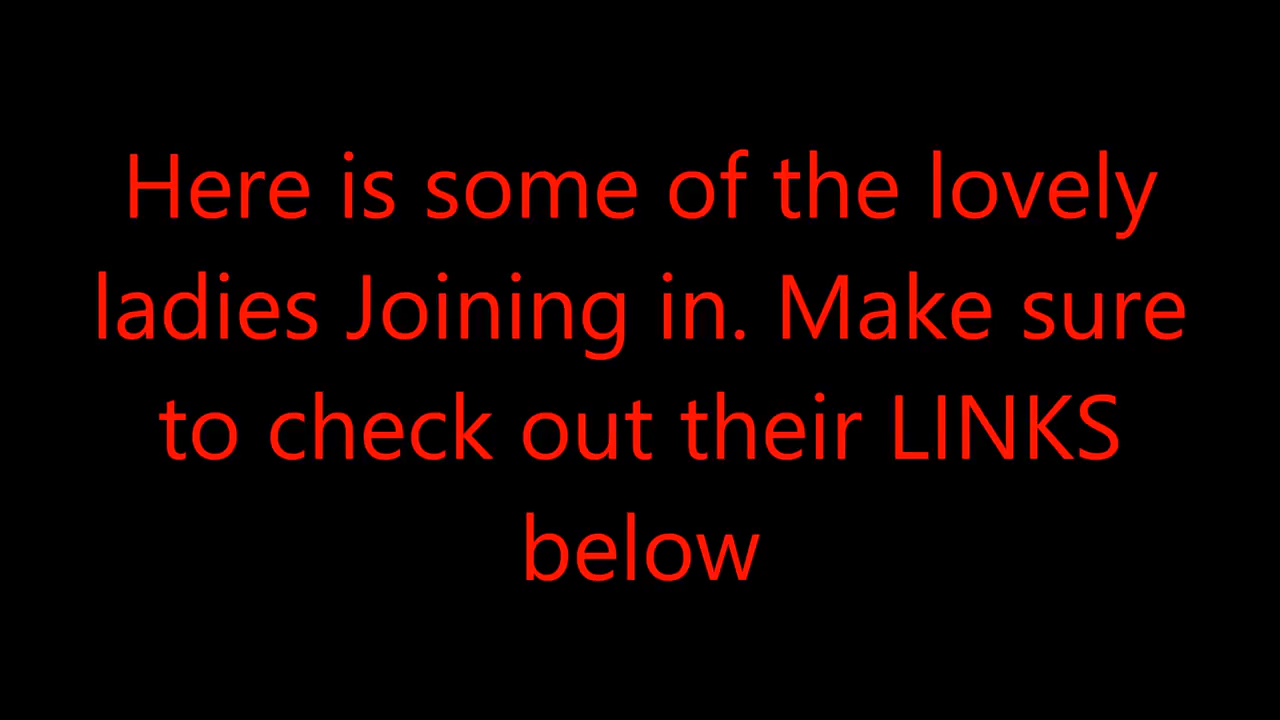 Here is some of the lovely
ladies Joining in. Make sure
to check out their LINKS
below